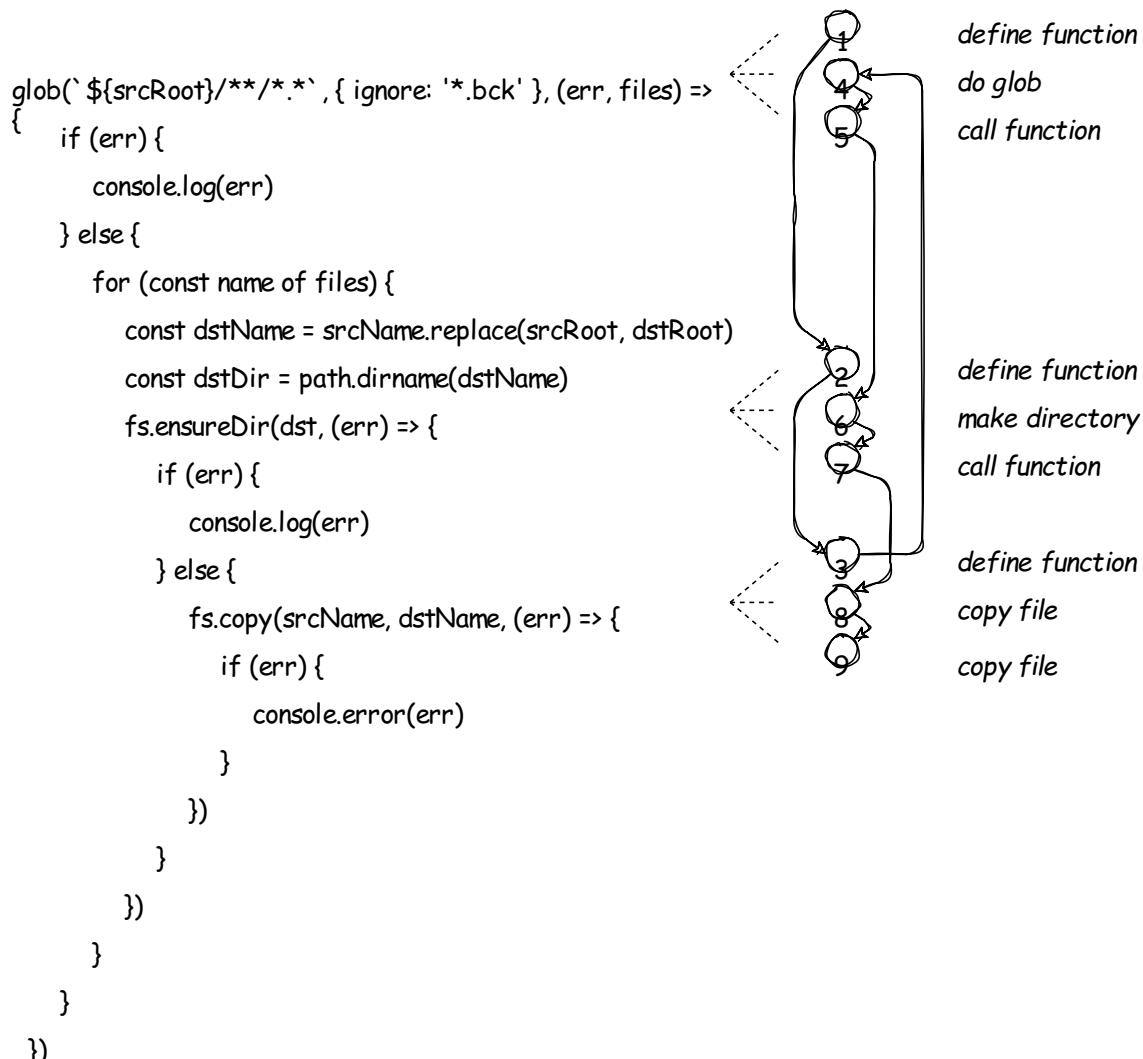 glob(`${srcRoot}/**/*.*`, { ignore: '*.bck' }, (err, files) =>
{
if (err) {
console.log(err)
} else {
for (const name of files) {
const dstName = srcName.replace(srcRoot, dstRoot)
const dstDir = path.dirname(dstName)
fs.ensureDir(dst, (err) => {
if (err) {
console.log(err)
} else {
fs.copy(srcName, dstName, (err) => {
if (err) {
console.error(err)
}
})
}
})
}
}
})
1 define function
4 do glob
5 call function
2 define function
6 make directory
7 call function
3 define function
8 copy file
9 copy file